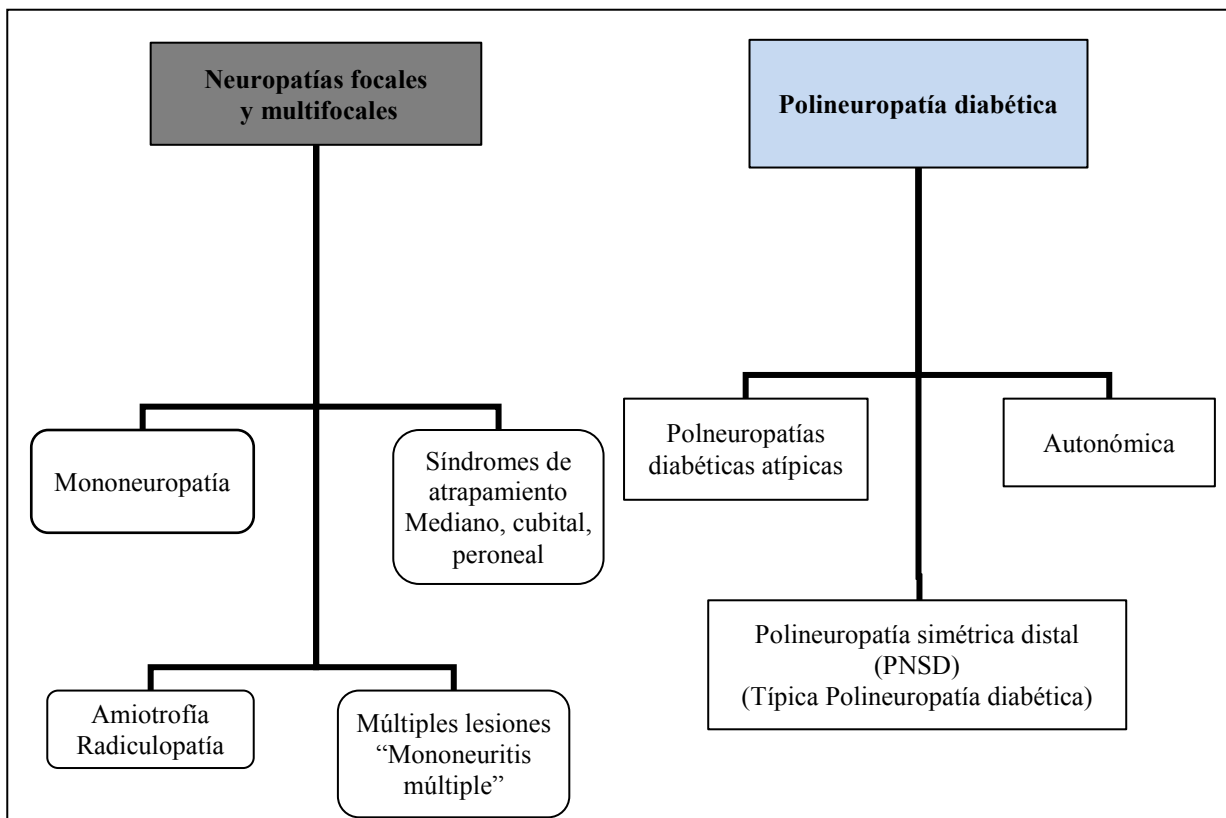 Neuropatías focales
y multifocales
Polineuropatía diabética
Mononeuropatía
Síndromes de
atrapamiento
Mediano, cubital,
peroneal
Amiotrofía
Radiculopatía
Múltiples lesiones
“Mononeuritis
múltiple”
Polneuropatías
diabéticas atípicas
Autonómica
Polineuropatía simétrica distal
(PNSD)
(Típica Polineuropatía diabética)